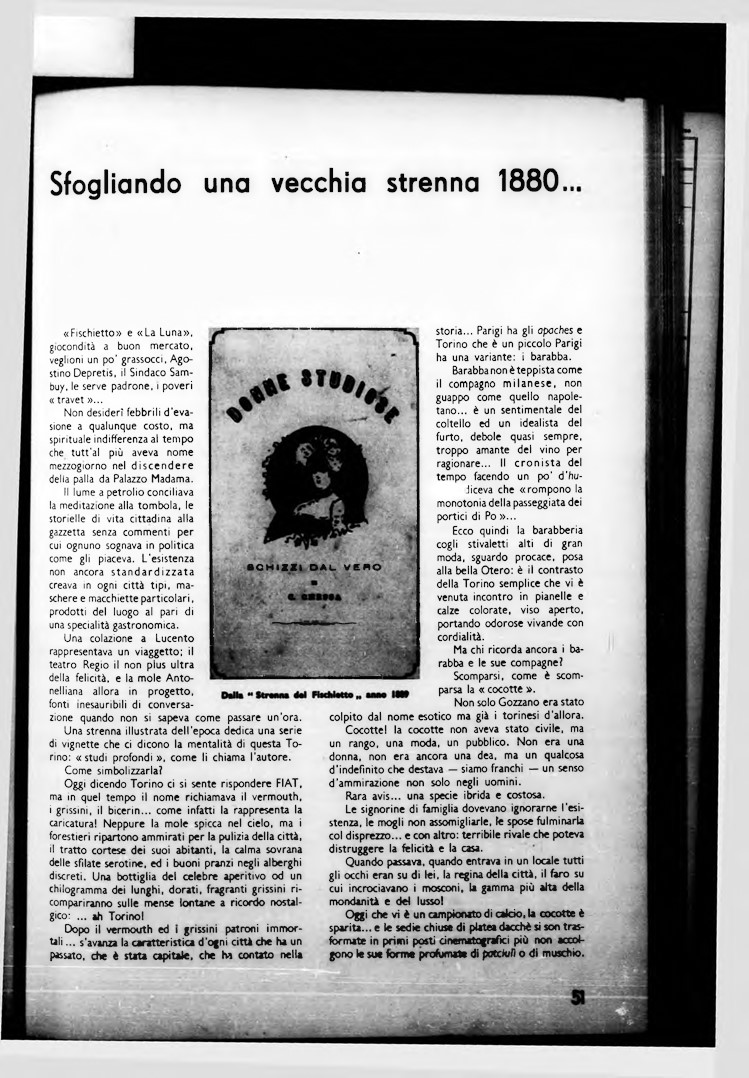 Sfogliando una vecchia strenna 1880...
«Fischietto» e «La Luna»,
giocondità a buon mercato,
veglioni un po' grassocci, Ago-
stino Depretis, il Sindaco Sam-
buy, le serve padrone, i poveri
« travet »...
Non desiderî febbrili d'eva-
sione a qualunque costo, ma
spirituale indifferenza al tempo
che tutt'al più aveva nome
mezzogiorno nel discendere
della palla da Palazzo Madama.
Il lume a petrolio conciliava
la meditazione alla tombola, le
storielle di vita cittadina alla
gazzetta senza commenti per
cui ognuno sognava in politica
come gli piaceva. L'esistenza
non ancora standardizzata
creava in ogni città tipi, ma-
schere e macchiette particolari,
prodotti del luogo al pari di
una specialità gastronomica.
Una colazione a Lucento
rappresentava un viaggetto; il
teatro Regio il non plus ultra
della felicità, e la mole Anto-
nelliana allora in progetto,
fonti inesauribili di conversa-
zione quando non si sapeva come passare un'ora.
Una strenna illustrata dell'epoca dedica una serie
di vignette che ci dicono la mentalità di questa To-
rino: « studi profondi », come li chiama l'autore.
Come simbolizzarla?
Oggi dicendo Torino ci si sente rispondere FIAT,
ma in quel tempo il nome richiamava il vermouth,
i grissini, il bicerin... come infatti la rappresenta la
caricatura! Neppure la mole spicca nel cielo, ma i
forestieri ripartono ammirati per la pulizia della città,
il tratto cortese dei suoi abitanti, la calma sovrana
delle sfilate serotine, ed i buoni pranzi negli alberghi
discreti. Una bottiglia del celebre aperitivo od un
chilogramma dei lunghi, dorati, fragranti grissini ri-
compariranno sulle mense lontane a ricordo nostal-
gico: ... ah Torino!
Dopo il vermouth ed i grissini patroni immor-
tali ... s'avanza la caratteristica d'ogni città che ha un
passato, che è stata capitale, che ha contato nella
DONNE STUDIOSE
SCHIZZI DAL VERO
Dalla " Strenna del Fischietto „ anno 1889
storia... Parigi ha gli apaches e
Torino che è un piccolo Parigi
ha una variante: i barabba.
Barabba non è teppista come
il compagno milanese, non
guappo come quello napole-
tano... è un sentimentale del
coltello ed un idealista del
furto, debole quasi sempre,
troppo amante del vino per
ragionare... Il cronista del
tempo facendo un po' d'hu-
diceva che «rompono la
monotonia della passeggiata dei
portici di Po »...
Ecco quindi la barabberia
cogli stivaletti alti di gran
moda, sguardo procace, posa
alla bella Otero: è il contrasto
della Torino semplice che vi è
venuta incontro in pianelle e
calze colorate, viso aperto,
portando odorose vivande con
cordialità.
Ma chi ricorda ancora i ba-
rabba e le sue compagne?
Scomparsi, come è scom-
parsa la « cocotte ».
Non solo Gozzano era stato
colpito dal nome esotico ma già i torinesi d'allora.
Cocotte! la cocotte non aveva stato civile, ma
un rango, una moda, un pubblico. Non era una
donna, non era ancora una dea, ma un qualcosa
d'indefinito che destava — siamo franchi — un senso
d'ammirazione non solo negli uomini.
Rara avis... una specie ibrida e costosa.
Le signorine di famiglia dovevano ignorarne l'esi-
stenza, le mogli non assomigliarle, le spose fulminarla
col disprezzo... e con altro: terribile rivale che poteva
distruggere la felicità e la casa.
Quando passava, quando entrava in un locale tutti
gli occhi eran su di lei, la regina della città, il faro su
cui incrociavano i mosconi, la gamma più alta della
mondanità e del lusso!
Oggi che vi è un campionato di calcio, la cocotte è
sparita... e le sedie chiuse di platea dacchè si son tras-
formate in primi posti cinematografici più non accol-
gono le sue forme profumate di patciulì o di muschio.
51